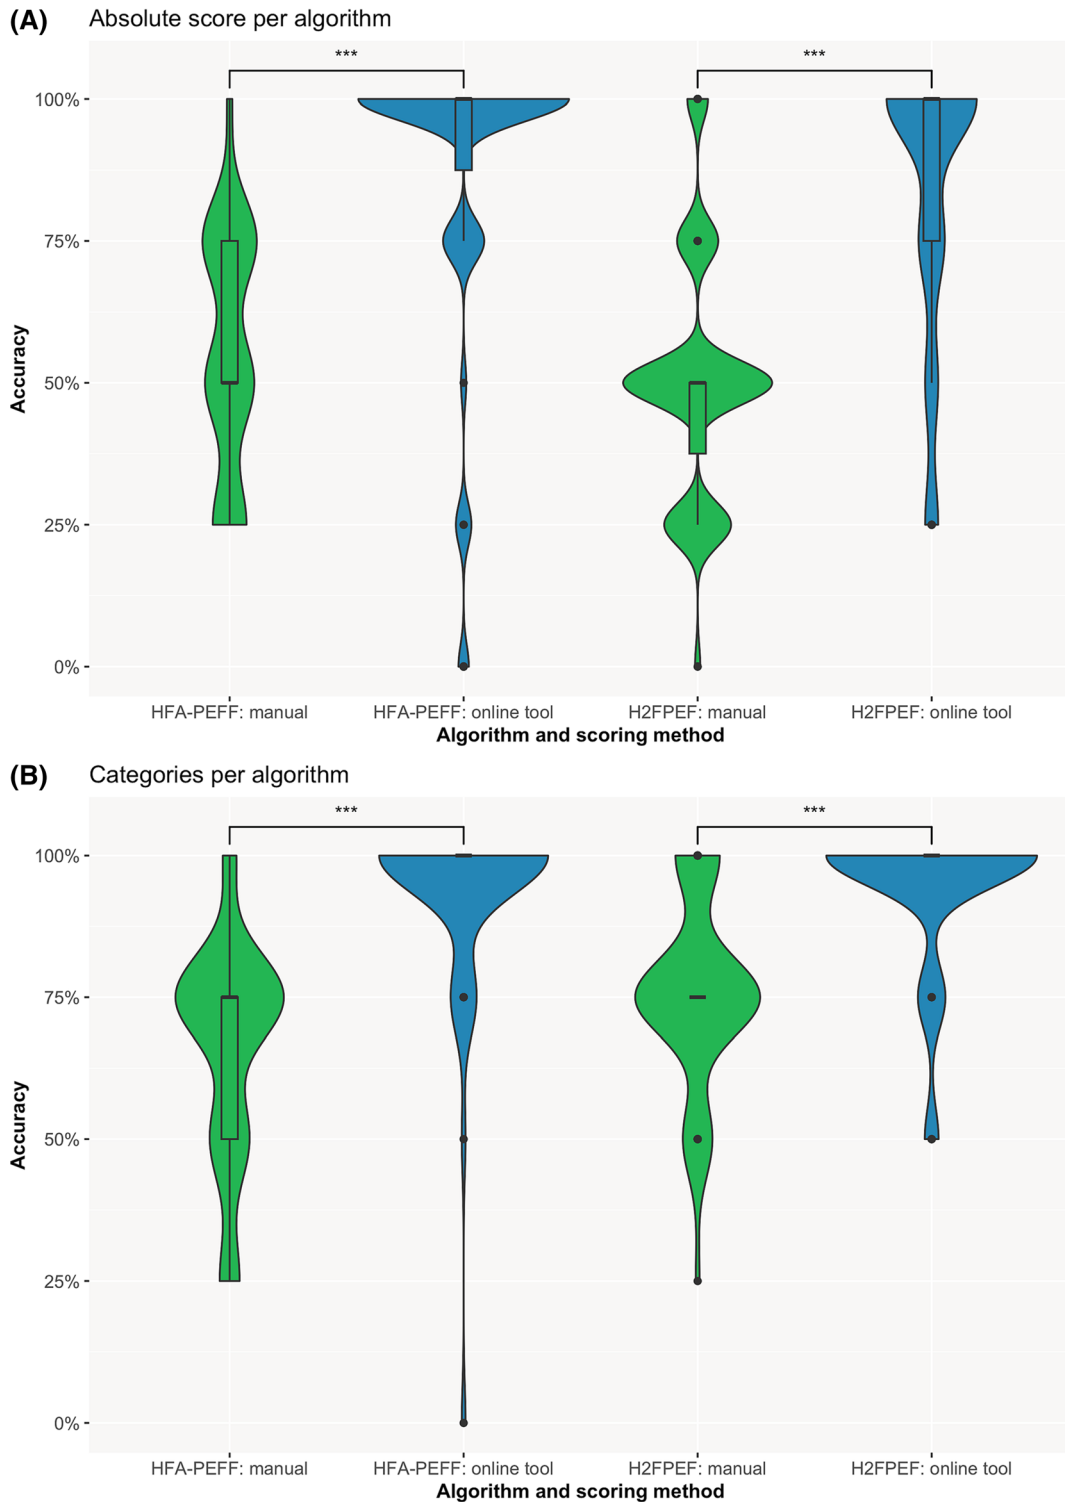 (A) Absolute score per algorithm
*** ***
100%
75%
50%
25%
0%
Accuracy
HFA-PEFF: manual HFA-PEFF: online tool H2FPEF: manual H2FPEF: online tool
Algorithm and scoring method
(B) Categories per algorithm
*** ***
100%
75%
50%
25%
0%
Accuracy
HFA-PEFF: manual HFA-PEFF: online tool H2FPEF: manual H2FPEF: online tool
Algorithm and scoring method